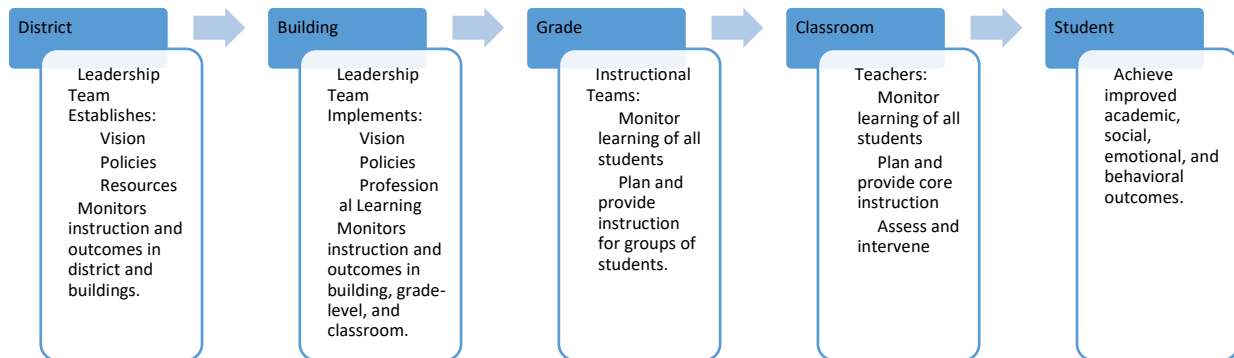 District
Leadership
Team
Establishes:
Vision
Policies
Resources
Monitors
instruction and
outcomes in
district and
buildings.
Building
Leadership
Team
Implements:
Vision
Policies
Profession
al Learning
Monitors
instruction and
outcomes in
building, grade-
level, and
classroom.
Grade
Instructional
Teams:
Monitor
learning of all
students
Plan and
provide
instruction
for groups of
students.
Classroom
Teachers:
Monitor
learning of all
students
Plan and
provide core
instruction
Assess and
intervene
Student
Achieve
improved
academic,
social,
emotional, and
behavioral
outcomes.